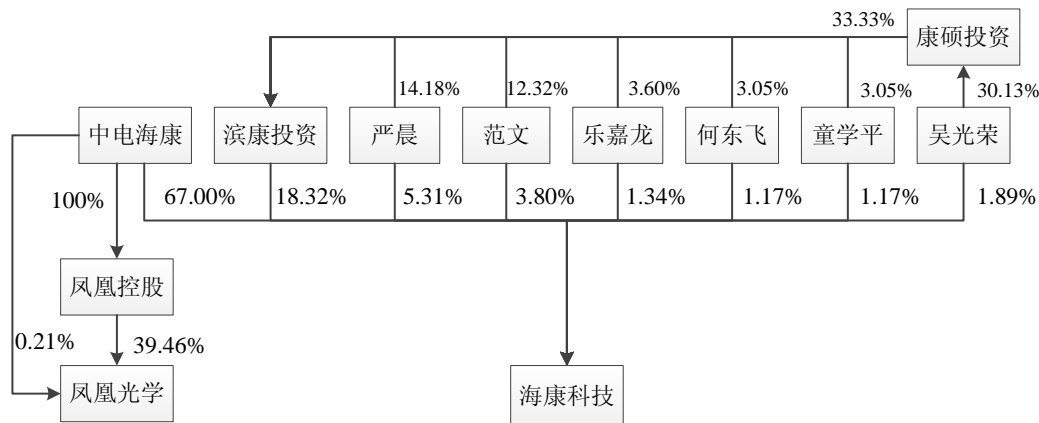 33.33%
康硕投资
14.18%
12.32%
3.60%
3.05%
3.05%
30.13%
中电海康
滨康投资
严晨
范文
乐嘉龙
何东飞
童学平
吴光荣
100%
67.00%
18.32%
5.31%
3.80%
1.34%
1.17%
1.17%
1.89%
凤凰控股
0.21%
39.46%
凤凰光学
海康科技